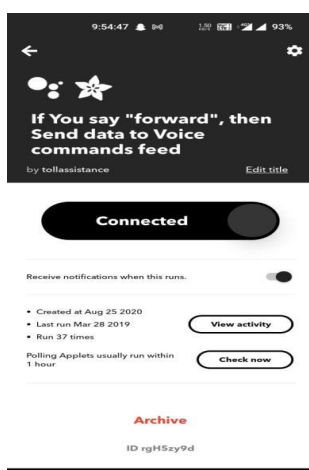 9:54:47 93%
If You say "forward", then
Send data to Voice
commands feed
by tollassistance Edit title
Connected
Receive notifications when this runs.
• Created at Aug 25 2020
• Last run Mar 28 2019 View activity
• Run 37 times
Polling Applets usually run within
1 hour Check now
Archive
ID rgH5zy9d